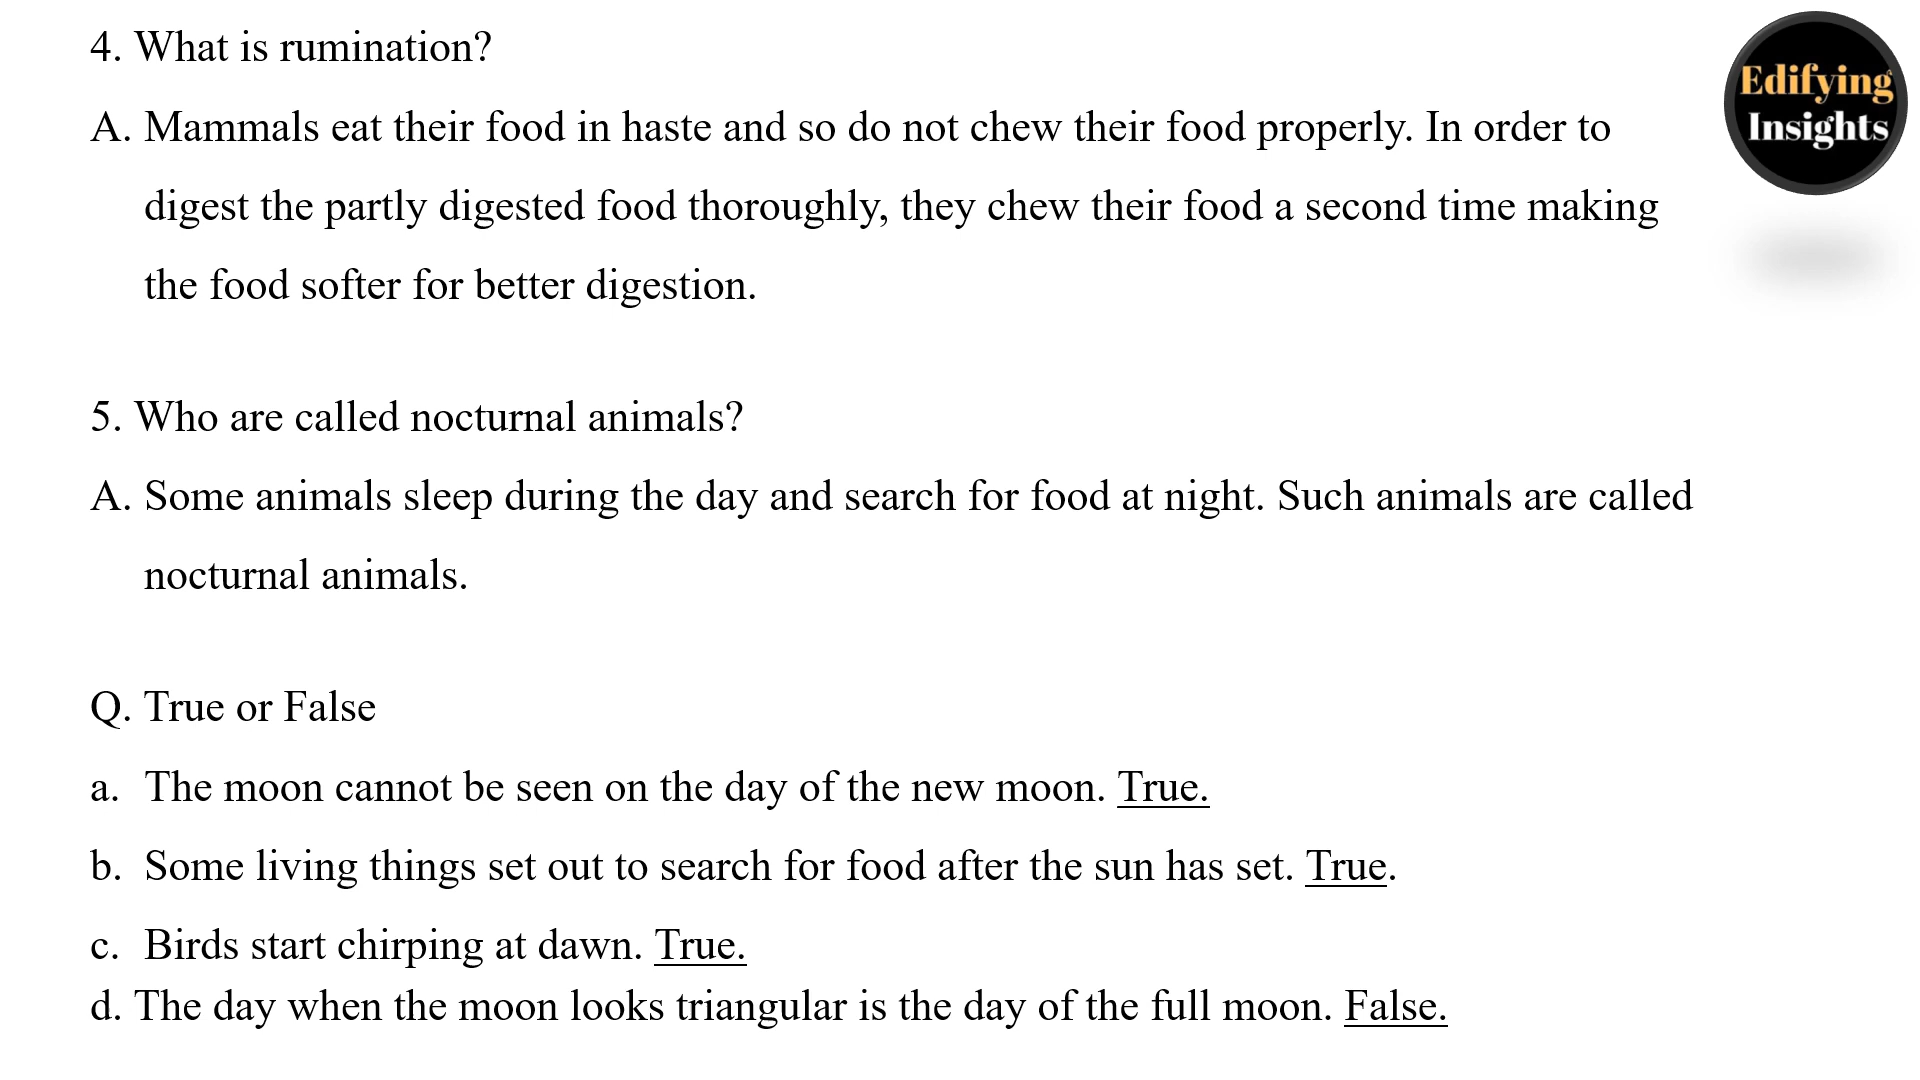 4. What is rumination?
Edifying
Insights
A. Mammals eat their food in haste and so do not chew their food properly. In order to
digest the partly digested food thoroughly, they chew their food a second time making
the food softer for better digestion.
5. Who are called nocturnal animals?
A. Some animals sleep during the day and search for food at night. Such animals are called
nocturnal animals.
Q. True or False
a. The moon cannot be seen on the day of the new moon. True.
b. Some living things set out to search for food after the sun has set. True.
c. Birds start chirping at dawn. True.
d. The day when the moon looks triangular is the day of the full moon. False.